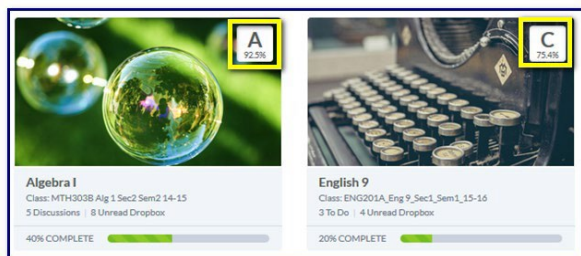 A
92.5%
C
75.4%
Algebra I
Class: MTH303B Alg 1 Sec2 Sem2 14-15
5 Discussions | 8 Unread Dropbox
40% COMPLETE
English 9
Class: ENG201A_Eng 9_Sec1_Sem1_15-16
3 To Do | 4 Unread Dropbox
20% COMPLETE